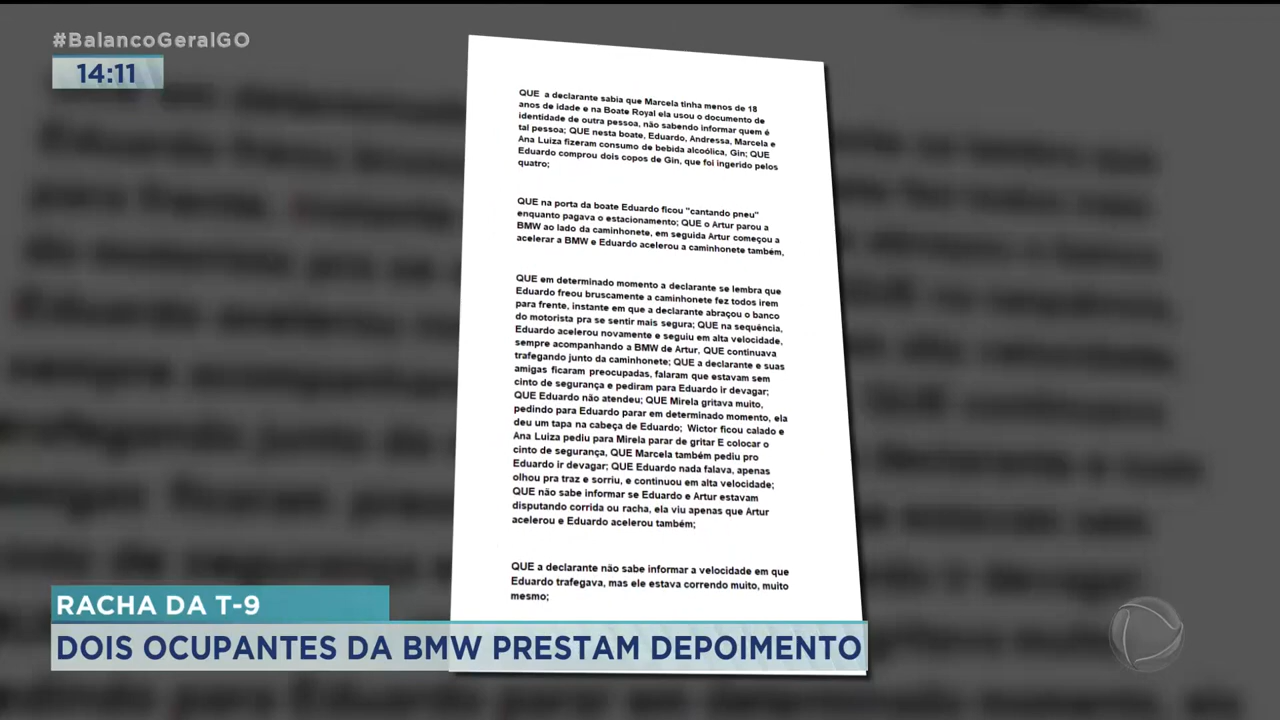 #BalancoGeralGO
14:11
QUE a declarante sabia que Marcela tinha menos de 18
anos de idade e na Boate Royal ela usou o documento de
identidade de outra pessoa, não sabendo informar quem é
tal pessoa; QUE nesta boate, Eduardo, Andressa, Marcela e
Ana Luíza fizeram consumo de bebida alcoólica, Gin; QUE
Eduardo comprou dois copos de Gin, que foi ingerido pelos
quatro;
QUE na porta da boate Eduardo ficou "cantando pneu"
enquanto pagava o estacionamento; QUE o Artur parou a
BMW ao lado da caminhonete, em seguida Artur começou a
acelerar a BMW e Eduardo acelerou a caminhonete também,
QUE em determinado momento a declarante se lembra que
Eduardo freou bruscamente a caminhonete fez todos irem
para frente, instante em que a declarante abraçou o banco
do motorista pra se sentir mais segura; QUE na sequência,
Eduardo acelerou novamente e seguiu em alta velocidade,
sempre acompanhando a BMW de Artur, QUE continuava
trafegando junto da caminhonete; QUE a declarante e suas
amigas ficaram preocupadas, falaram que estavam sem
cinto de segurança e pediram para Eduardo ir devagar;
QUE Eduardo não atendeu; QUE Mirela gritava muito,
pedindo para Eduardo parar em determinado momento, ela
deu um tapa na cabeça de Eduardo; Wictor ficou calado e
Ana Luiza pediu para Mirela parar de gritar E colocar o
cinto de segurança, QUE Marcela também pediu pro
Eduardo ir devagar; QUE Eduardo nada falava, apenas
olhou pra traz e sorriu, e continuou em alta velocidade;
QUE não sabe informar se Eduardo e Artur estavam
disputando corrida ou racha, ela viu apenas que Artur
acelerou e Eduardo acelerou também;
QUE a declarante não sabe informar a velocidade em que
Eduardo trafegava, mas ele estava correndo muito, muito
mesmo;
RACHA DA T-9
DOIS OCUPANTES DA BMW PRESTAM DEPOIMENTO